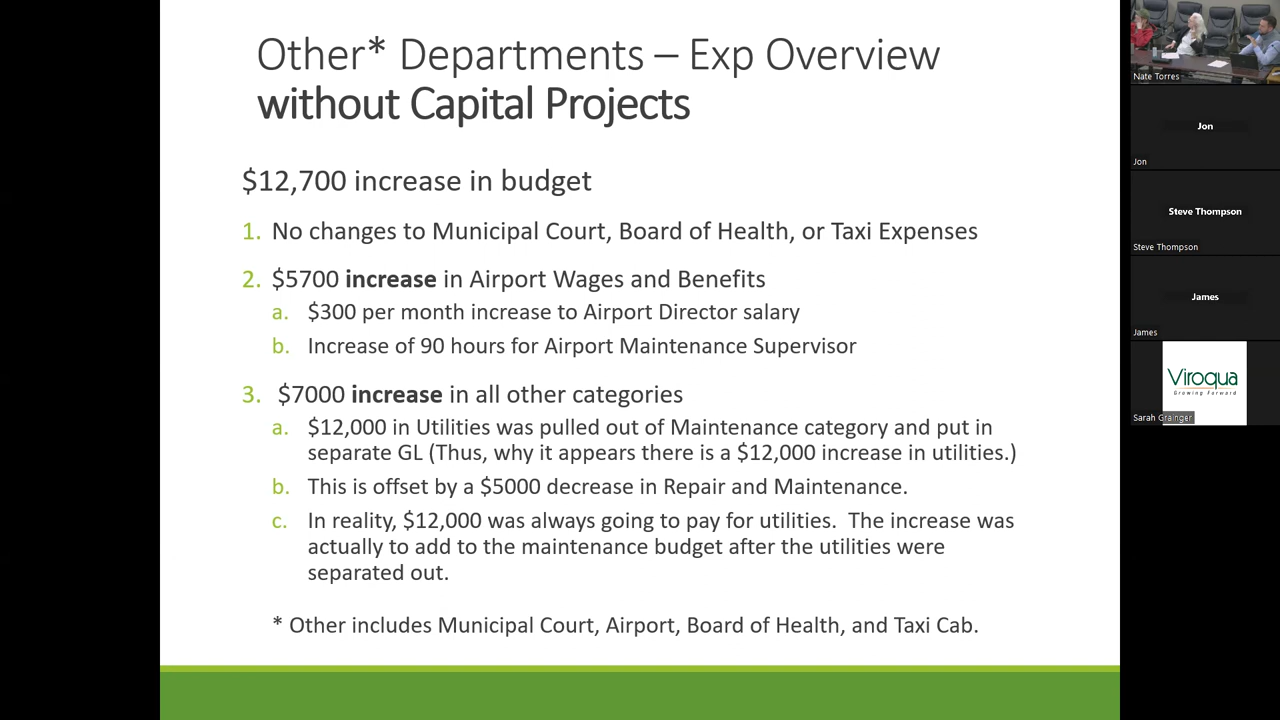 Other* Departments – Exp Overview
without Capital Projects
$12,700 increase in budget
1. No changes to Municipal Court, Board of Health, or Taxi Expenses
2. $5700 increase in Airport Wages and Benefits
a. $300 per month increase to Airport Director salary
b. Increase of 90 hours for Airport Maintenance Supervisor
3. $7000 increase in all other categories
a. $12,000 in Utilities was pulled out of Maintenance category and put in
separate GL (Thus, why it appears there is a $12,000 increase in utilities.)
b. This is offset by a $5000 decrease in Repair and Maintenance.
c. In reality, $12,000 was always going to pay for utilities. The increase was
actually to add to the maintenance budget after the utilities were
separated out.
* Other includes Municipal Court, Airport, Board of Health, and Taxi Cab.
Nate Torres
Jon
Jon
Steve Thompson
Steve Thompson
James
James
Viroqua
Growing Forward
Sarah Grainger